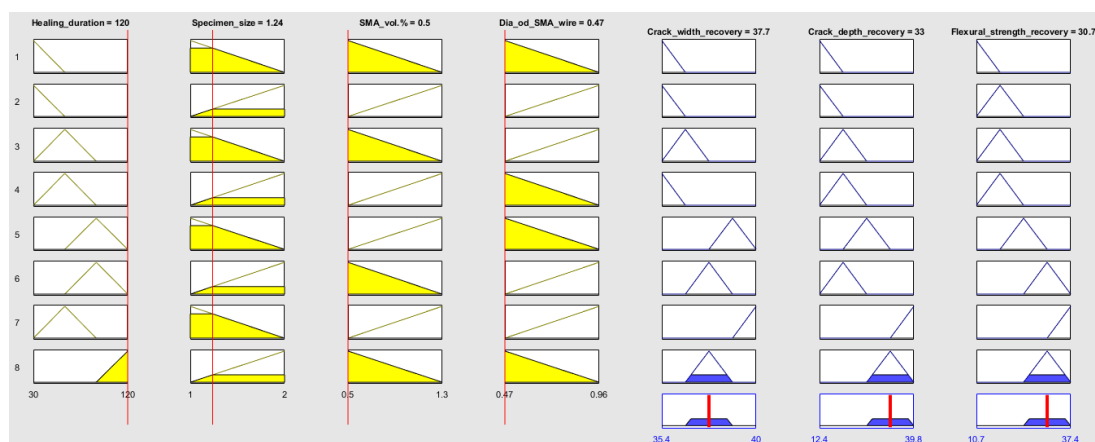 Healing_duration = 120
Specimen_size = 1.24
SMA_vol.% = 0.5
Dia_od_SMA_wire = 0.47
Crack_width_recovery = 37.7
Crack_depth_recovery = 33
Flexural_strength_recovery = 30.7
1
2
3
4
5
6
7
8
30 120
1 2
0.5 1.3
0.47 0.96
35.4 40
12.4 39.8
10.7 37.4